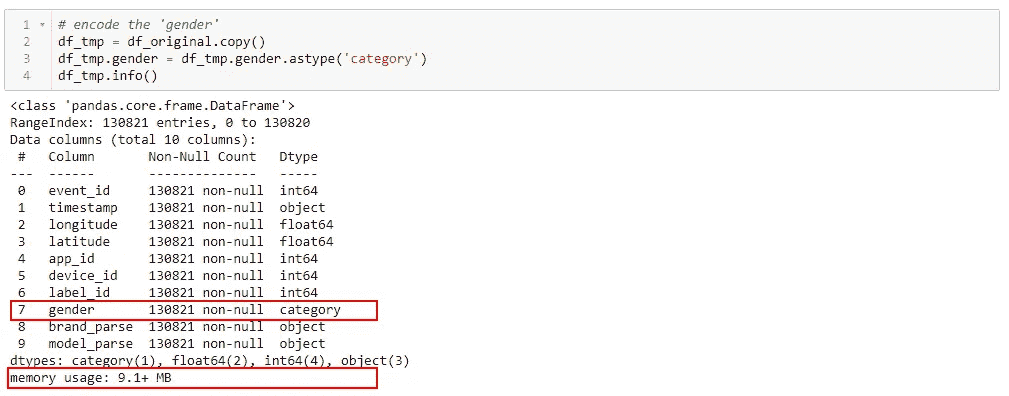 1 # encode the 'gender'
2 df_tmp = df_original.copy()
3 df_tmp.gender = df_tmp.gender.astype('category')
4 df_tmp.info()
<class 'pandas.core.frame.DataFrame'>
RangeIndex: 130821 entries, 0 to 130820
Data columns (total 10 columns):
 #   Column       Non-Null Count   Dtype
---  ------       --------------   -----
 0   event_id     130821 non-null  int64
 1   timestamp    130821 non-null  object
 2   longitude    130821 non-null  float64
 3   latitude     130821 non-null  float64
 4   app_id       130821 non-null  int64
 5   device_id    130821 non-null  int64
 6   label_id     130821 non-null  int64
 7   gender       130821 non-null  category
 8   brand_parse  130821 non-null  object
 9   model_parse  130821 non-null  object
dtypes: category(1), float64(2), int64(4), object(3)
memory usage: 9.1+ MB